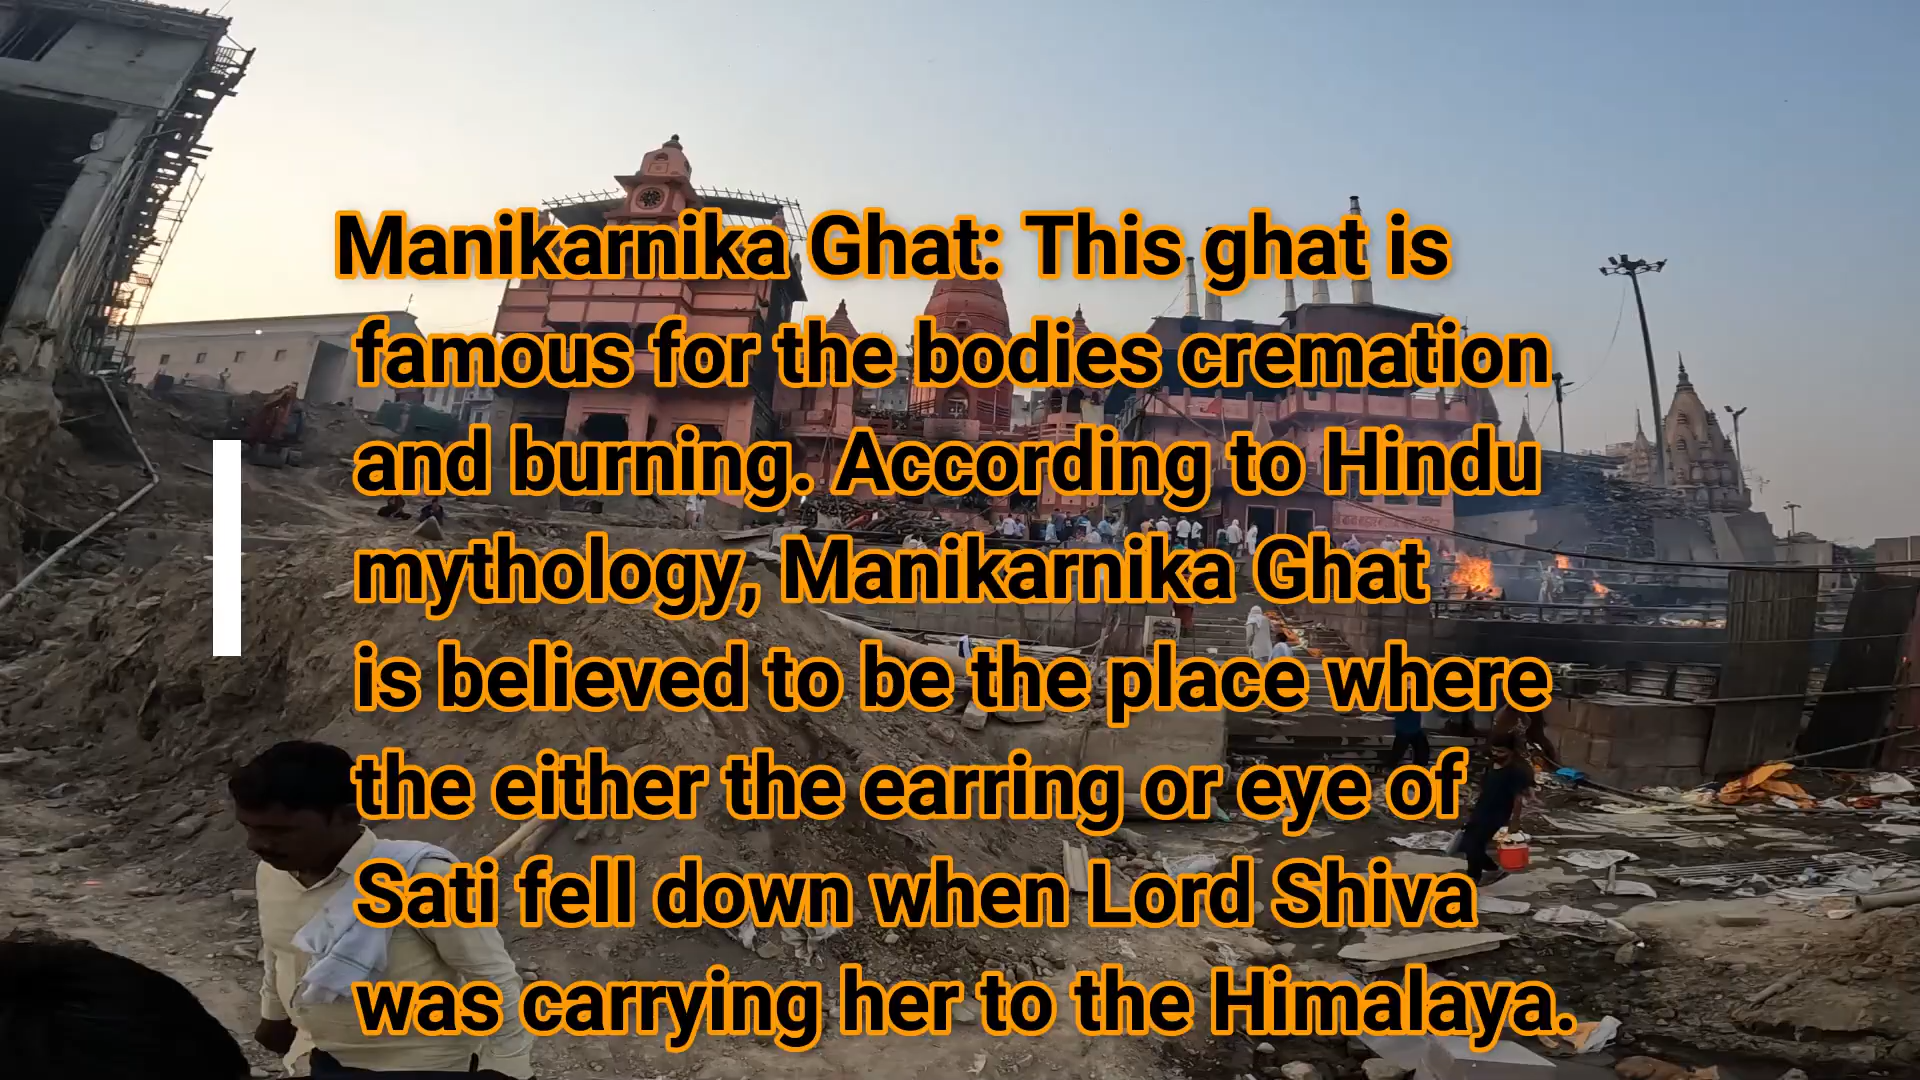 Manikarnika Ghat: This ghat is
famous for the bodies cremation
and burning. According to Hindu
mythology, Manikarnika Ghat
is believed to be the place where
the either the earring or eye of
Sati fell down when Lord Shiva
was carrying her to the Himalaya.